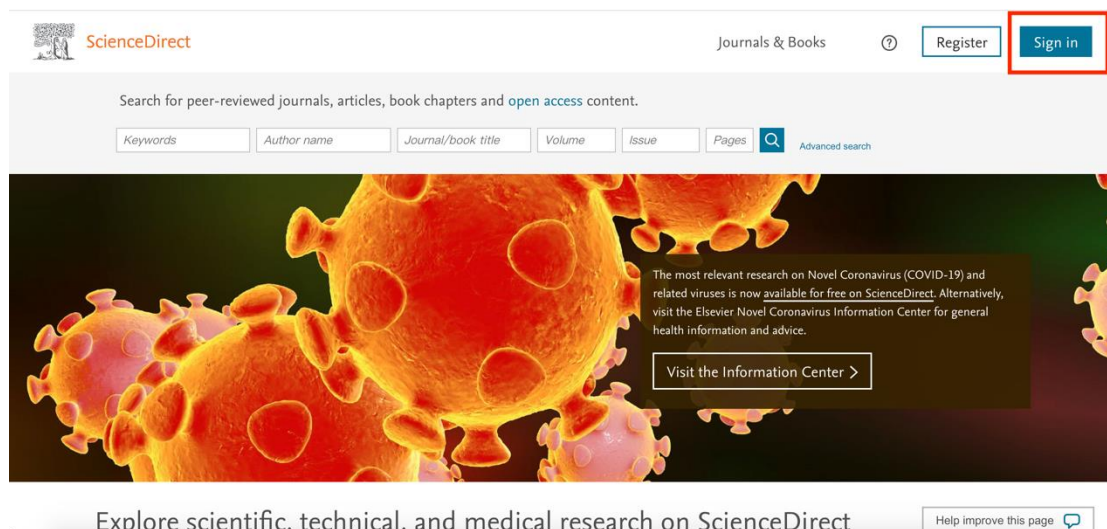 ScienceDirect
Journals & Books
?
Register
Sign in
Search for peer-reviewed journals, articles, book chapters and open access content.
Keywords
Author name
Journal/book title
Volume
Issue
Pages
Advanced search
The most relevant research on Novel Coronavirus (COVID-19) and
related viruses is now available for free on ScienceDirect. Alternatively,
visit the Elsevier Novel Coronavirus Information Center for general
health information and advice.
Visit the Information Center >
Explore scientific, technical, and medical research on ScienceDirect
Help improve this page